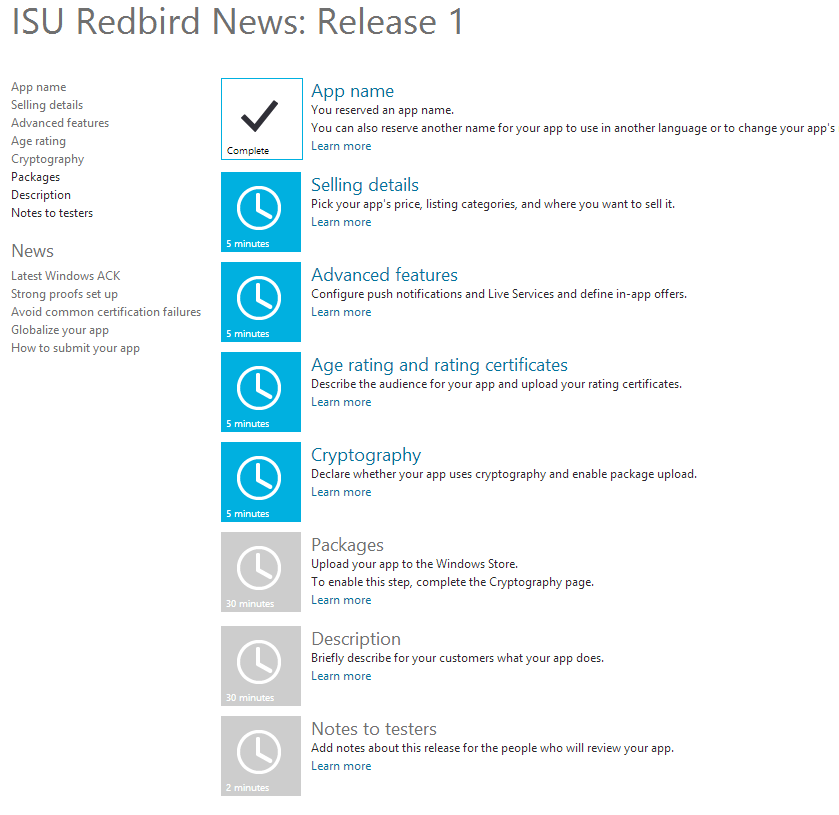 ISU Redbird News: Release 1
App name
Selling details
Advanced features
Age rating
Cryptography
Packages
Description
Notes to testers
News
Latest Windows ACK
Strong proofs set up
Avoid common certification failures
Globalize your app
How to submit your app
Complete
App name
You reserved an app name.
You can also reserve another name for your app to use in another language or to change your app's
Learn more
5 minutes
Selling details
Pick your app's price, listing categories, and where you want to sell it.
Learn more
5 minutes
Advanced features
Configure push notifications and Live Services and define in-app offers.
Learn more
5 minutes
Age rating and rating certificates
Describe the audience for your app and upload your rating certificates.
Learn more
5 minutes
Cryptography
Declare whether your app uses cryptography and enable package upload.
Learn more
30 minutes
Packages
Upload your app to the Windows Store.
To enable this step, complete the Cryptography page.
Learn more
30 minutes
Description
Briefly describe for your customers what your app does.
Learn more
2 minutes
Notes to testers
Add notes about this release for the people who will review your app.
Learn more